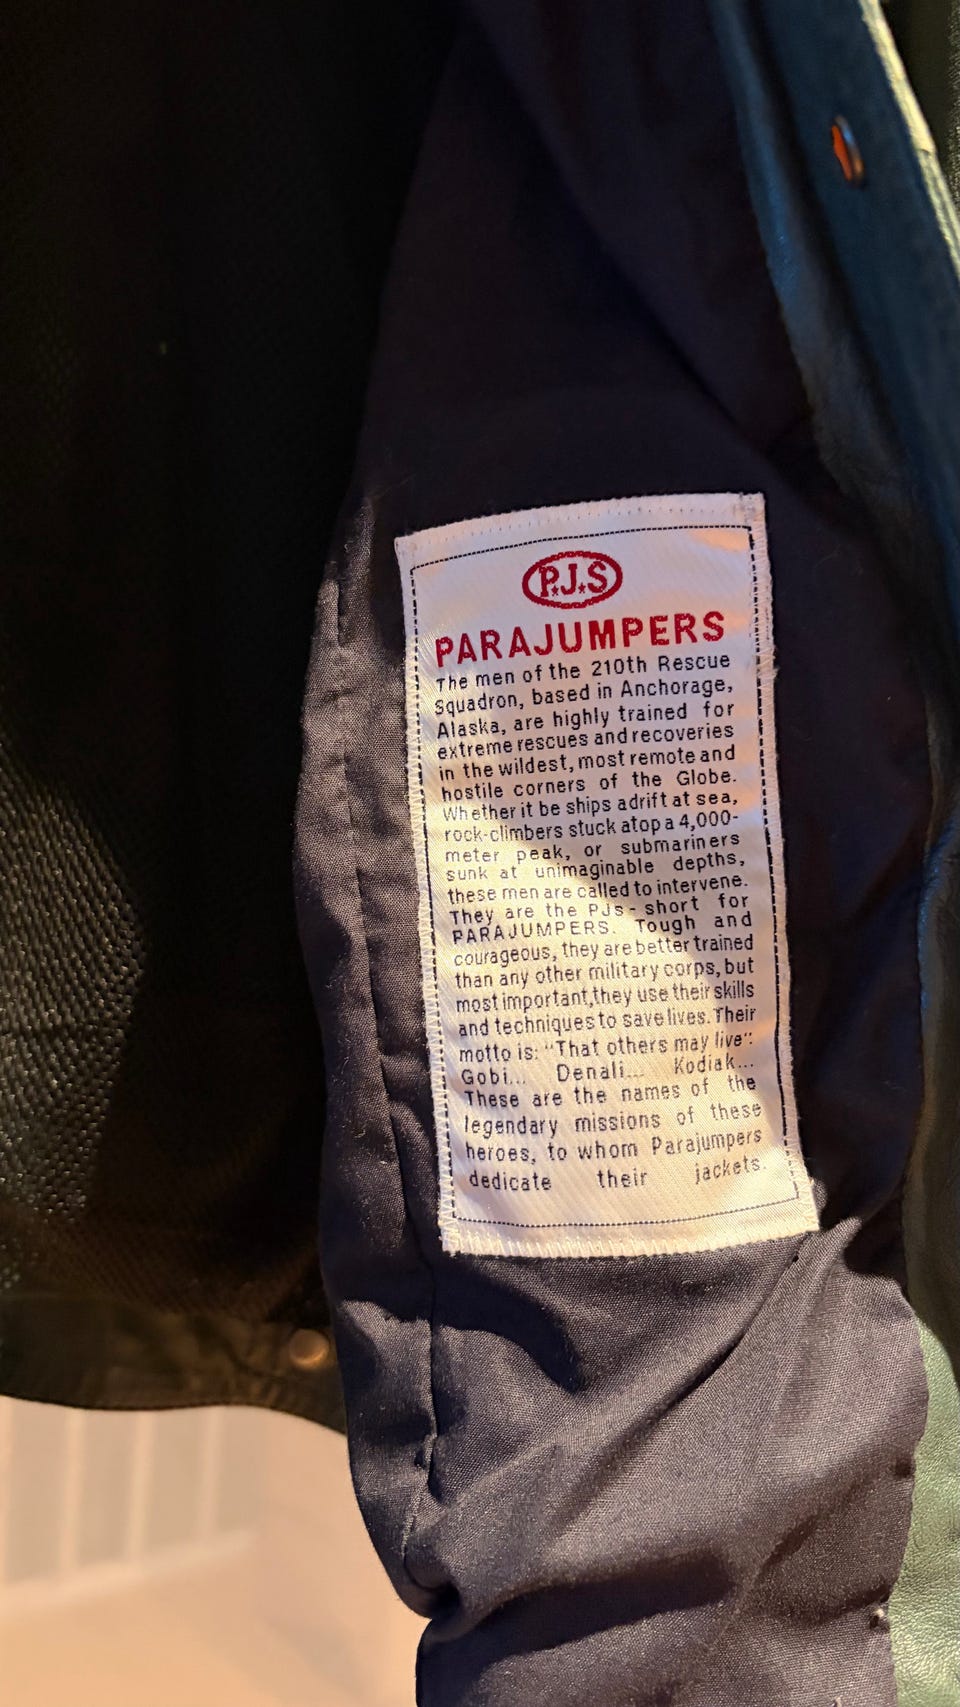 P.J.S
PARAJUMPERS
The men of the 210th Rescue
Squadron, based in Anchorage,
Alaska, are highly trained for
extreme rescues and recoveries
in the wildest, most remote and
hostile corners of the Globe.
Whether it be ships adrift at sea,
rock-climbers stuck atop a 4,000-
meter peak, or submariners
sunk at unimaginable depths,
these men are called to intervene.
They are the PJs - short for
PARAJUMPERS. Tough and
courageous, they are better trained
than any other military corps, but
most important,they use their skills
and techniques to save lives. Their
motto is: "That others may live":
Gobi... Denali... Kodiak...
These are the names of the
legendary missions of these
heroes, to whom Parajumpers
dedicate their jackets.